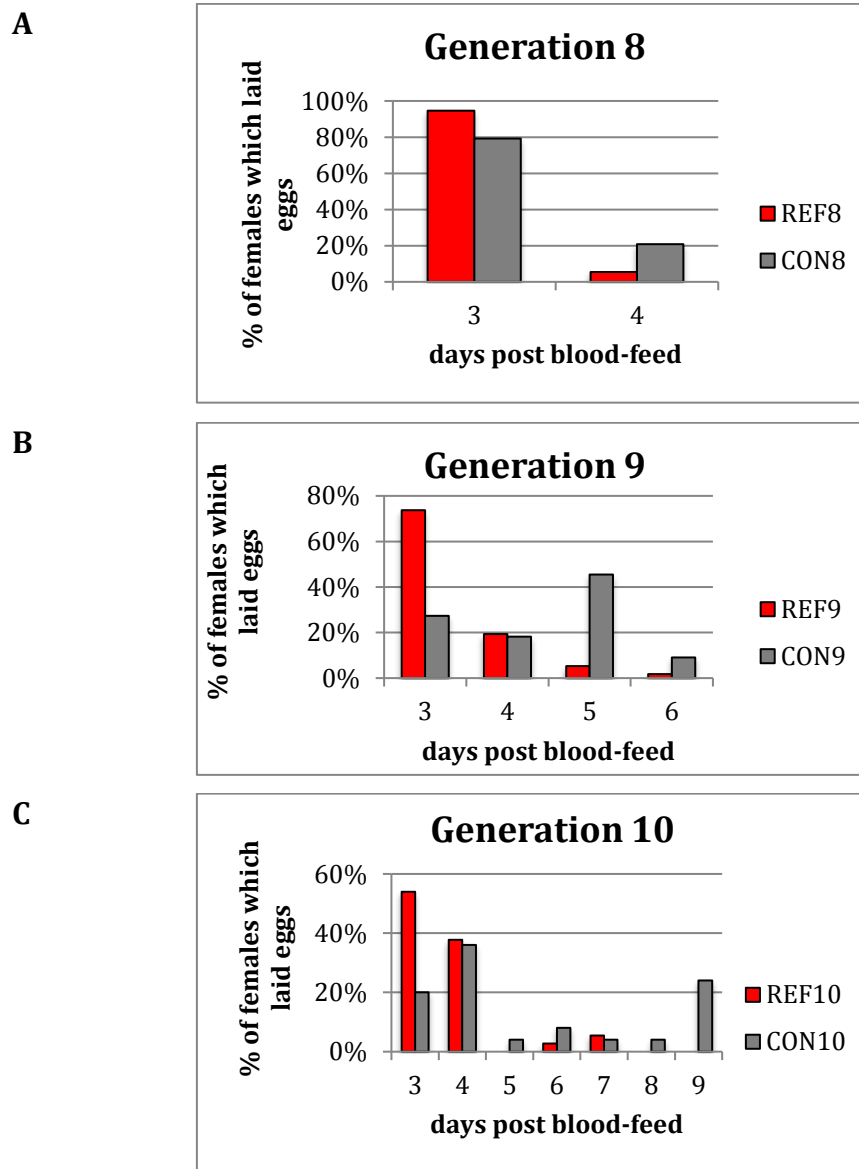 A
Generation 8
% of females which laid
eggs
100%
80%
60%
40%
20%
0%
3 4
days post blood-feed
REF8
CON8
B
Generation 9
% of females which
laid eggs
80%
60%
40%
20%
0%
3 4 5 6
days post blood-feed
REF9
CON9
C
Generation 10
% of females which
laid eggs
60%
40%
20%
0%
3 4 5 6 7 8 9
days post blood-feed
REF10
CON10